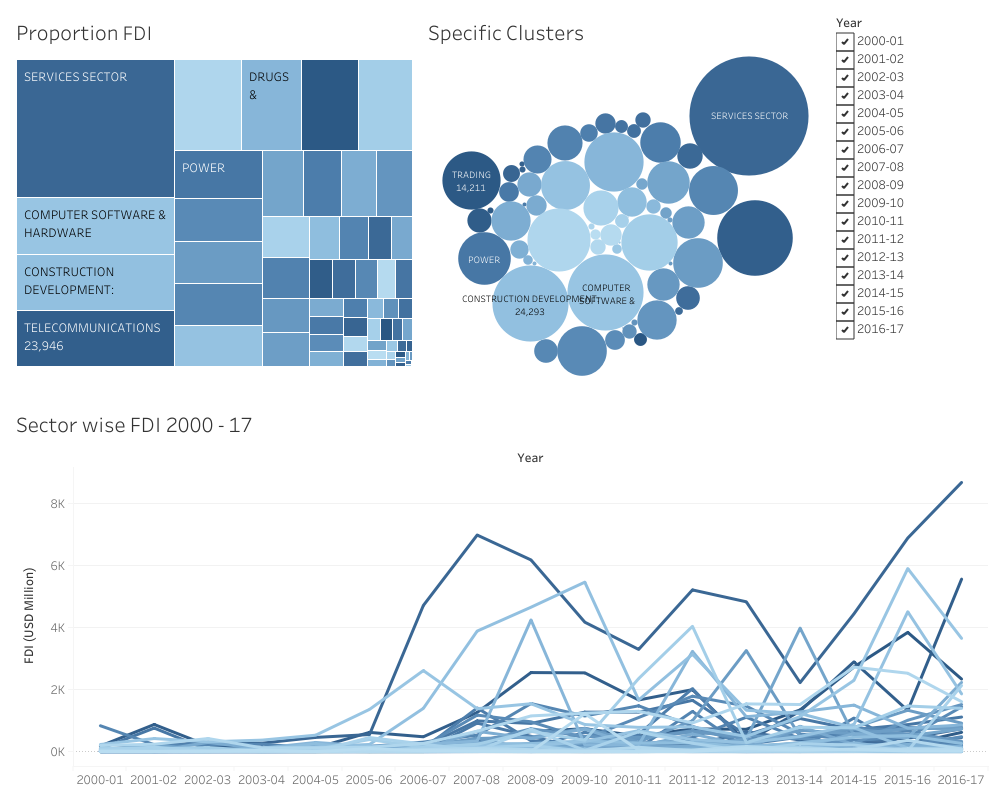 Proportion FDI
SERVICES SECTOR
DRUGS
&
POWER
COMPUTER SOFTWARE &
HARDWARE
CONSTRUCTION
DEVELOPMENT:
TELECOMMUNICATIONS
23,946
Specific Clusters
SERVICES SECTOR
TRADING
14,211
POWER
COMPUTER
SOFTWARE &
CONSTRUCTION DEVELOPMENT:
24,293
Year
2000-01
2001-02
2002-03
2003-04
2004-05
2005-06
2006-07
2007-08
2008-09
2009-10
2010-11
2011-12
2012-13
2013-14
2014-15
2015-16
2016-17
Sector wise FDI 2000 - 17
Year
FDI (USD Million)
8K
6K
4K
2K
0K
2000-01 2001-02 2002-03 2003-04 2004-05 2005-06 2006-07 2007-08 2008-09 2009-10 2010-11 2011-12 2012-13 2013-14 2014-15 2015-16 2016-17